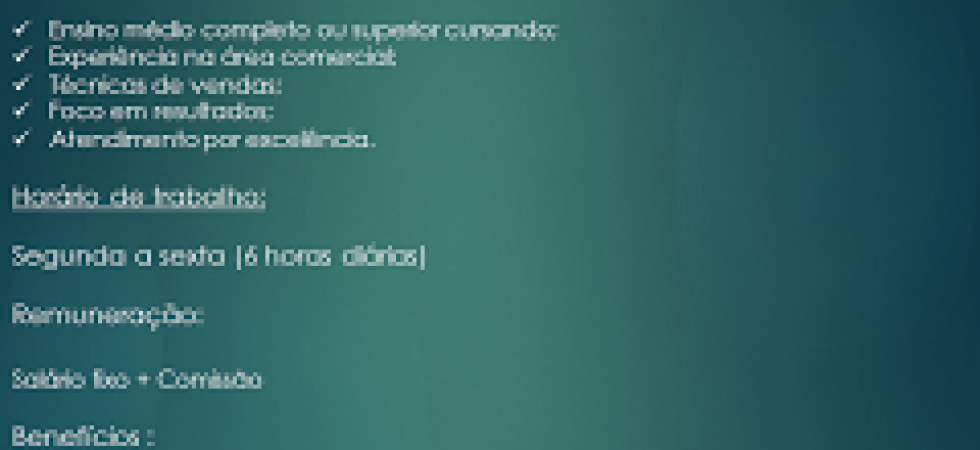 ✓ Ensino médio completo ou superior cursando;
✓ Experiência na área comercial;
✓ Técnicas de vendas;
✓ Foco em resultados;
✓ Atendimento por excelência.
Horário de trabalho:
Segunda a sexta (6 horas diárias)
Remuneração:
Salário fixo + Comissão
Benefícios :